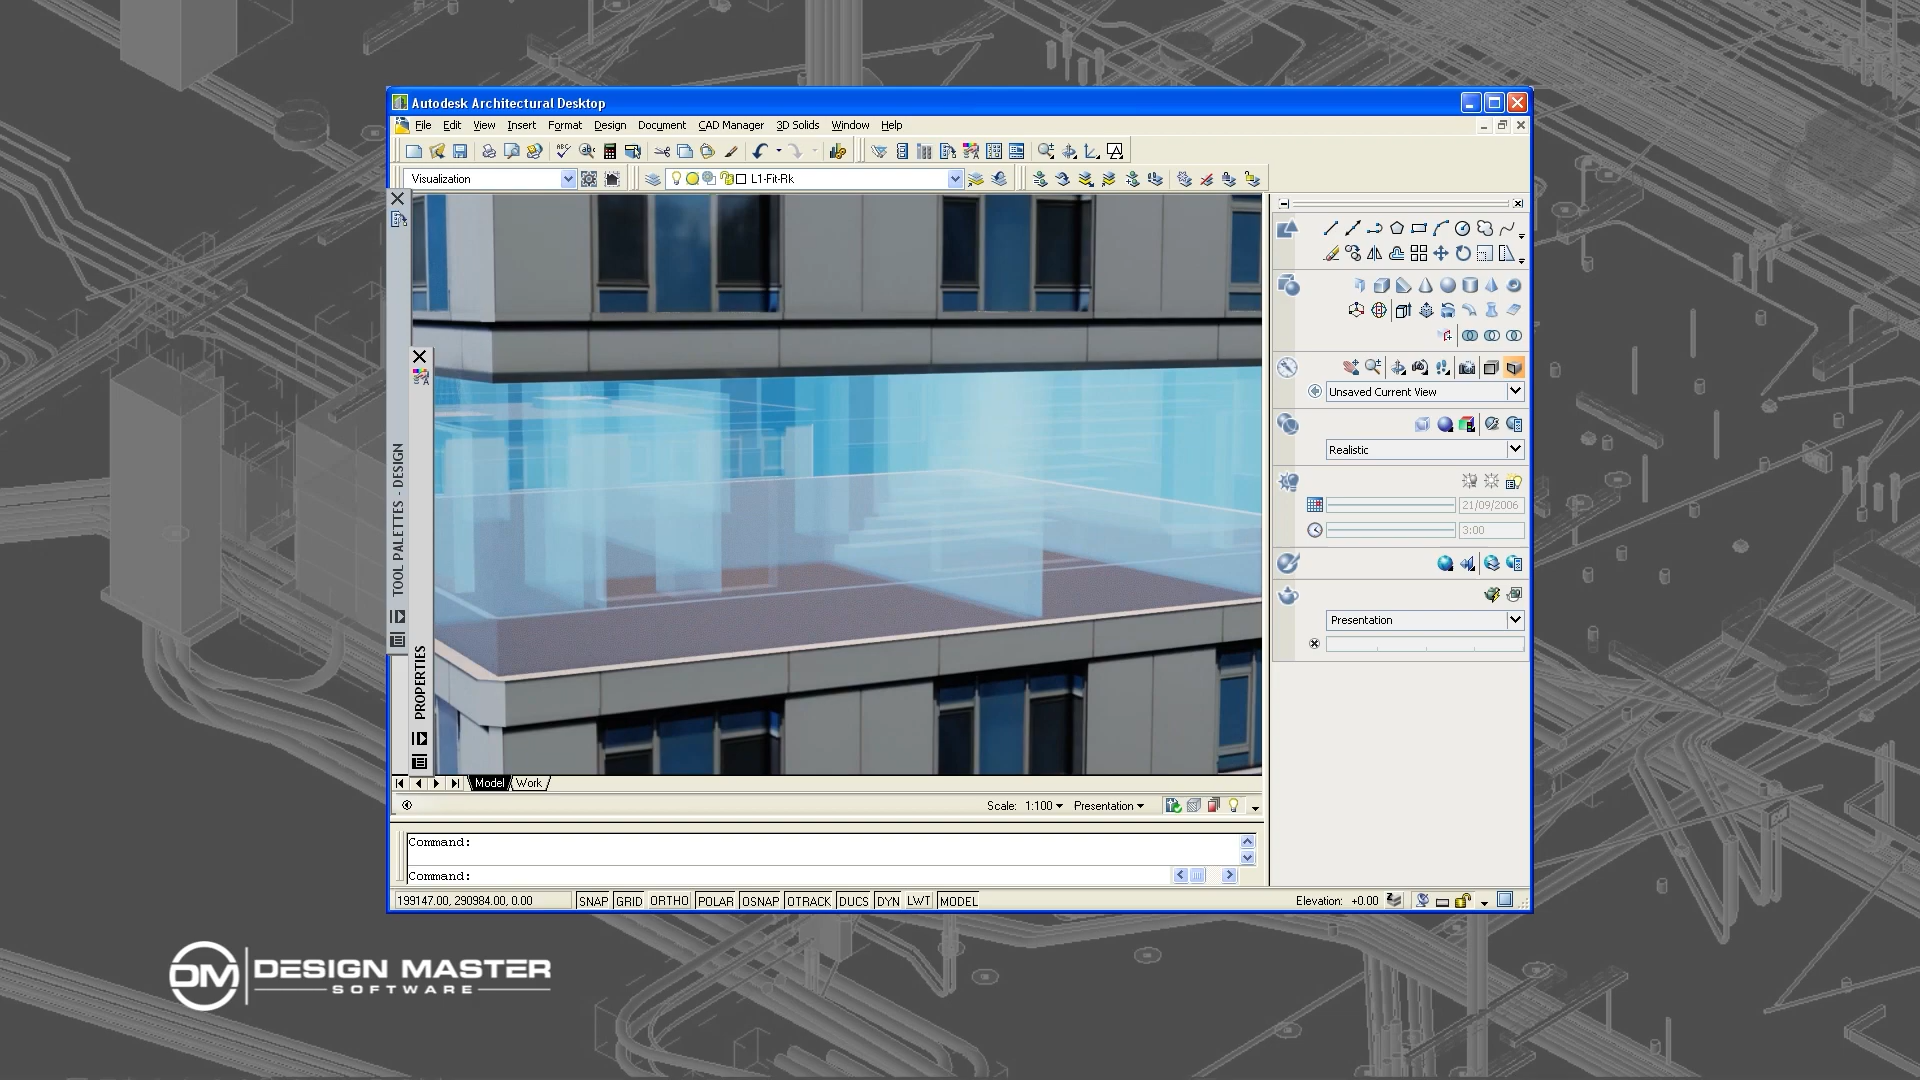 Autodesk Architectural Desktop
File Edit View Insert Format Design Document CAD Manager 3D Solids Window Help
Visualization
L1-Fit-Rk
Unsaved Current View
Realistic
21/09/2006
3:00
Presentation
TOOL PALETTES - DESIGN
PROPERTIES
Model Work
Scale: 1:100 Presentation
Command:
Command:
199147.00, 290984.00, 0.00 SNAP GRID ORTHO POLAR OSNAP OTRACK DUCS DYN LWT MODEL Elevation: +0.00
DM DESIGN MASTER
SOFTWARE